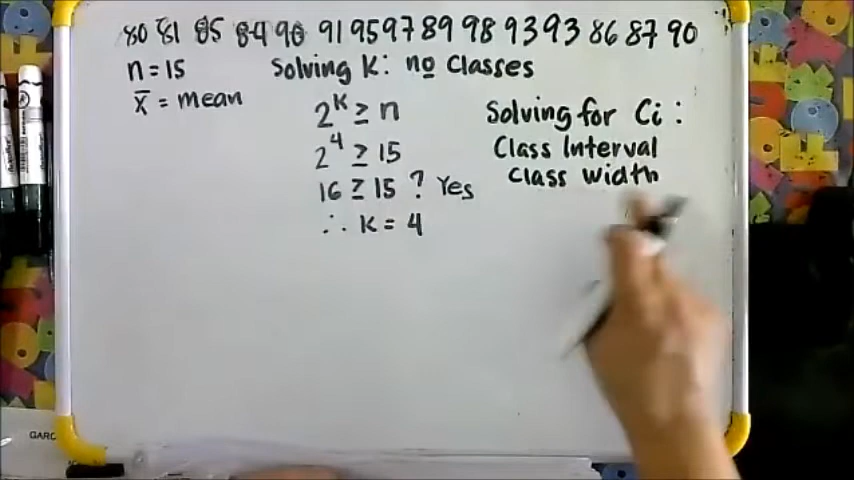 80 81 85 84 90 91 95 97 89 98 93 93 86 87 90
n = 15
x̄ = mean
Solving K: no Classes
2^K ≥ n
2^4 ≥ 15
16 ≥ 15 ? Yes
∴ K = 4
Solving for Ci :
Class Interval
Class width
GARC